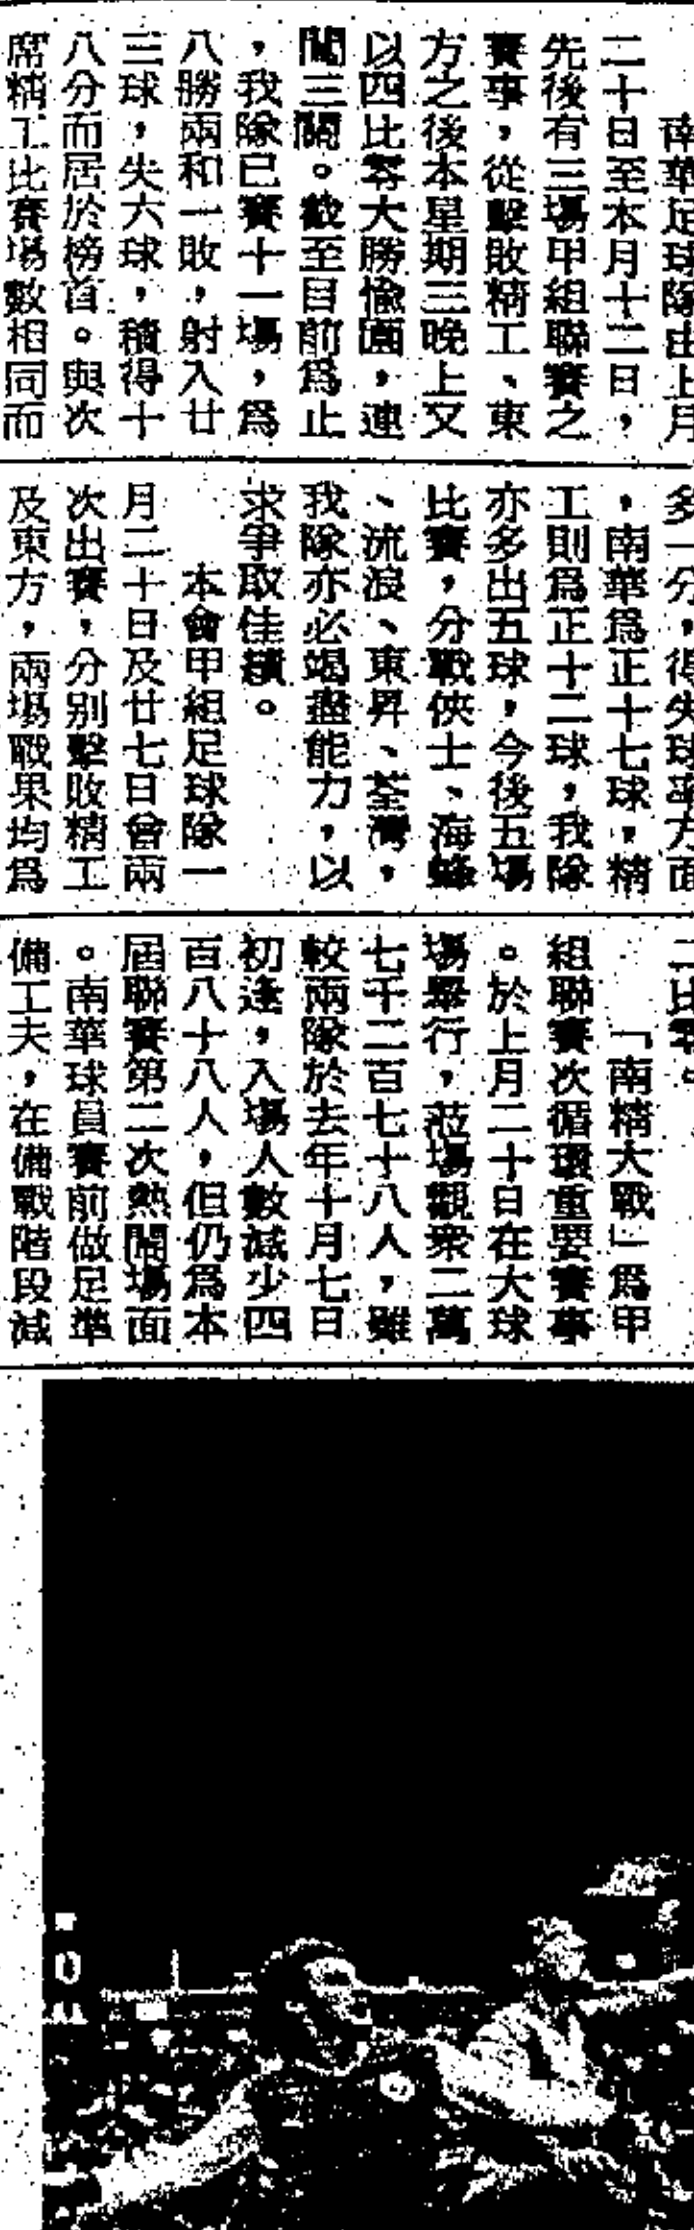 南華足球隊由上月
二十日至本月十二日，
先後有三場甲組聯賽之
賽事，從擊敗精工、東
方之後本星期三晚上又
以四比零大勝愉園，連
闖三關。截至目前為止
，我隊已賽十一場，為
八勝兩和一敗，射入廿
三球，失六球，積得十
八分而居於榜首。與次
席精工比賽場數相同而
多一分，得失球率方面
，南華為正十七球，精
工則為正十二球，我隊
亦多出五球，今後五場
比賽，分戰俠士、海蜂
、流浪、東昇、荃灣，
我隊亦必竭盡能力，以
求爭取佳績。
本會甲組足球隊一
月二十日及廿七日曾兩
次出賽，分別擊敗精工
及東方，兩場戰果均為
二比零。
「南精大戰」為甲
組聯賽次循環重要賽事
。於上月二十日在大球
場舉行，蒞場觀衆二萬
七千二百七十八人，雖
較兩隊於去年十月七日
初逢，入場人數減少四
百八十八人，但仍為本
屆聯賽第二次熱鬧場面
。南華球員賽前做足準
備工夫，在備戰階段減